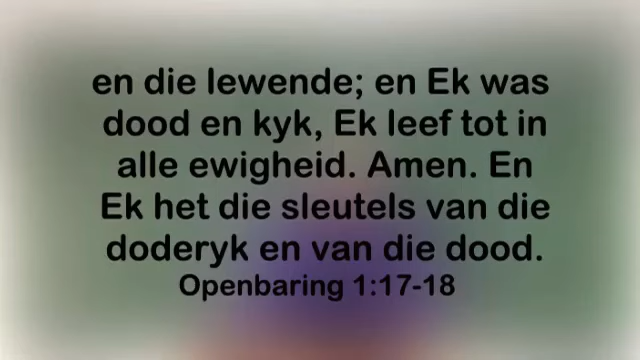 en die lewende; en Ek was
dood en kyk, Ek leef tot in
alle ewigheid. Amen. En
Ek het die sleutels van die
doderyk en van die dood.
Openbaring 1:17-18